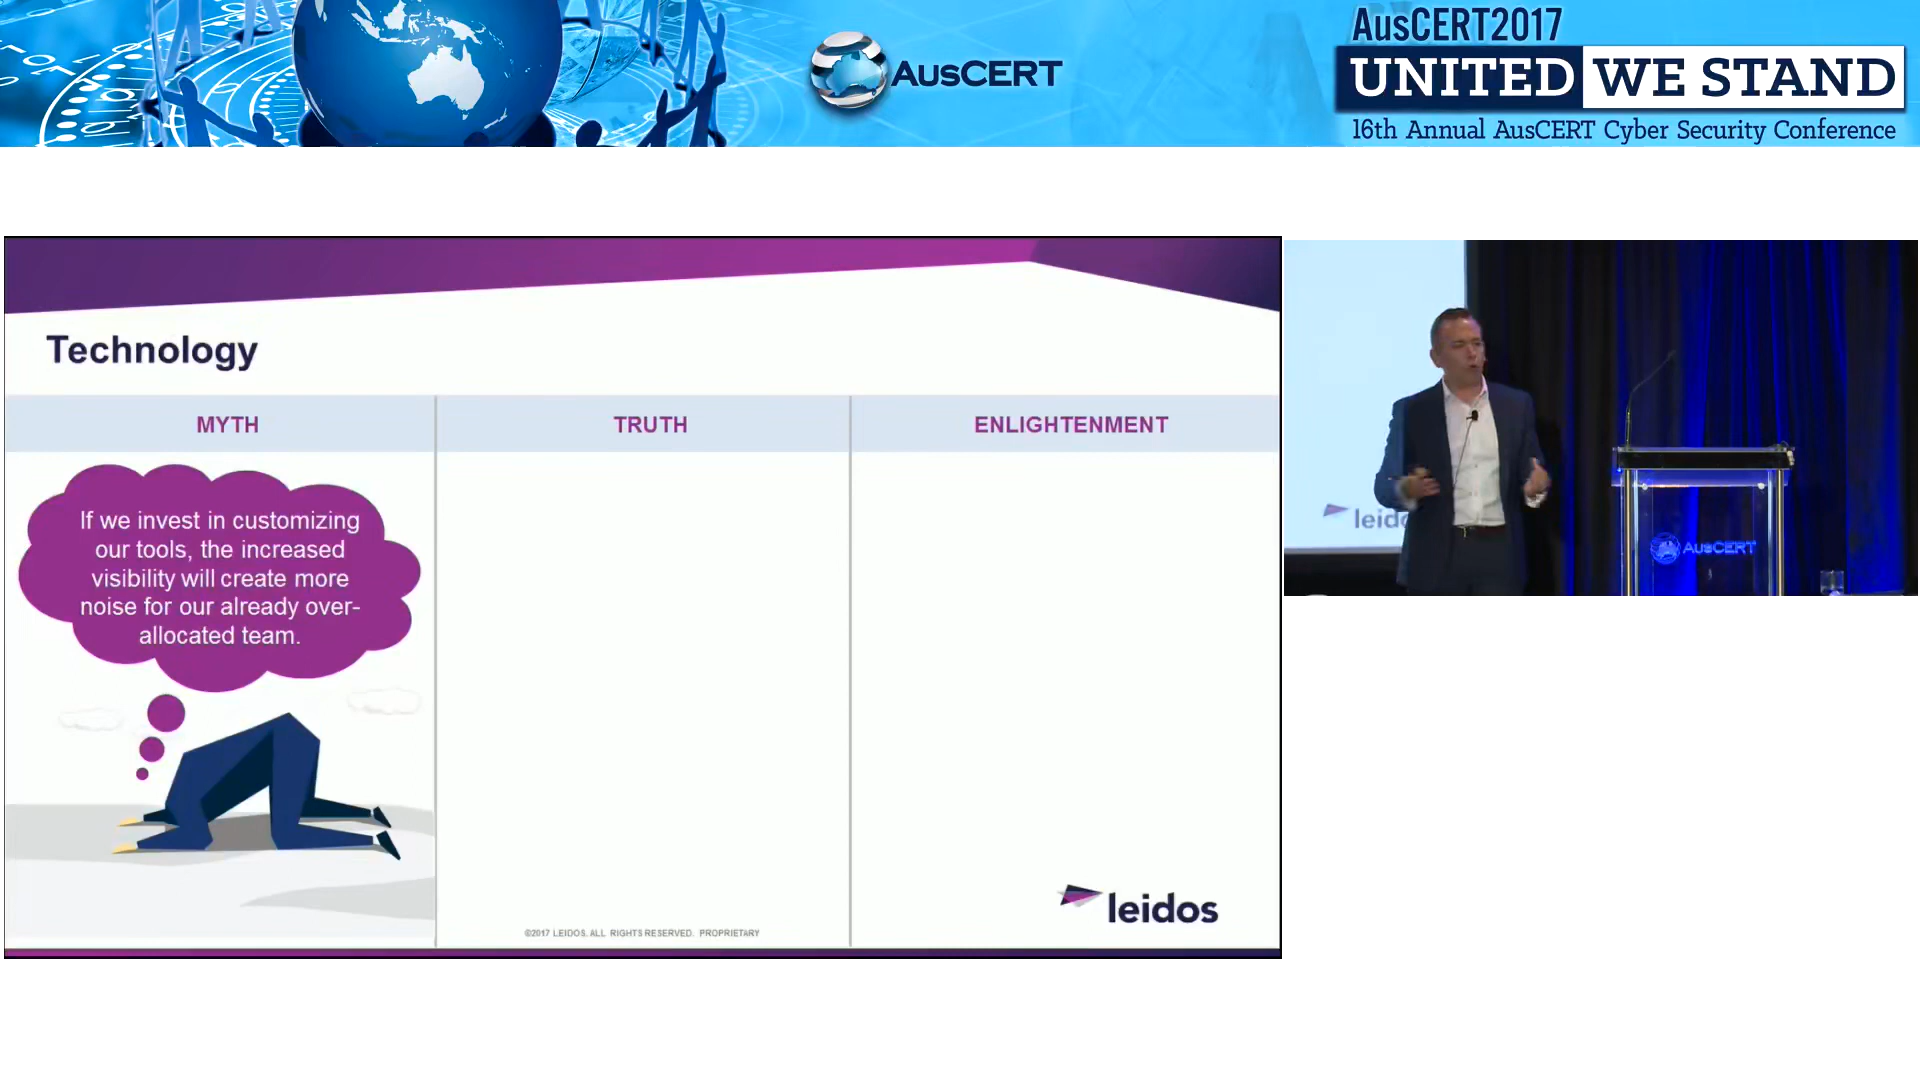 AusCERT
AusCERT2017
UNITED WE STAND
16th Annual AusCERT Cyber Security Conference
Technology
MYTH
TRUTH
ENLIGHTENMENT
If we invest in customizing
our tools, the increased
visibility will create more
noise for our already over-
allocated team.
leidos
©2017 LEIDOS. ALL RIGHTS RESERVED. PROPRIETARY
leidos
AusCERT